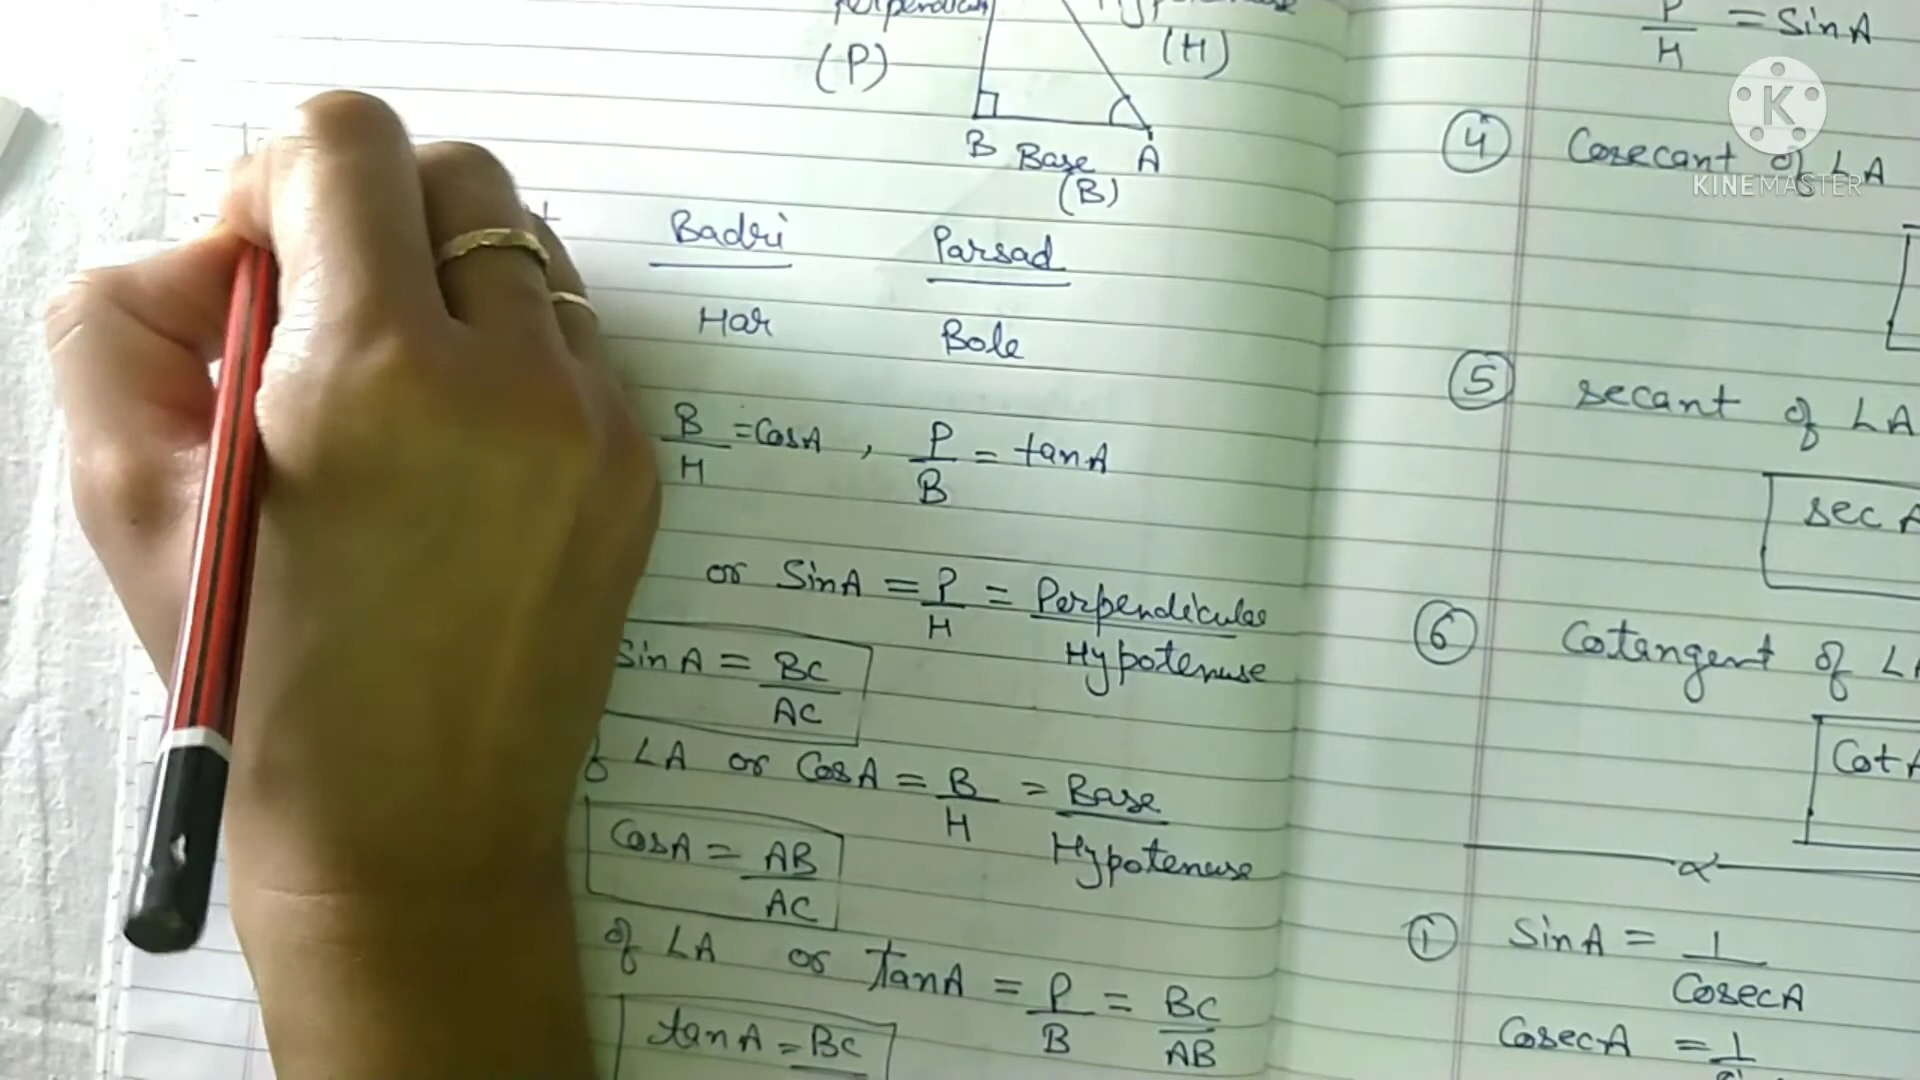 (P)
(H)
B Base A
(B)
Badri Parsad
Har Bole
B/H = CosA , P/B = tanA
or SinA = P/H = Perpendicular/Hypotenuse
SinA = BC/AC
of ∠A or CosA = B/H = Base/Hypotenuse
CosA = AB/AC
of ∠A or tanA = P/B = BC/AB
tanA = BC
P/H = SinA
④ Cosecant of ∠A
⑤ secant of ∠A
sec A
⑥ Cotangent of ∠A
Cot A
① SinA = 1/CosecA
CosecA = 1
K
KINEMASTER